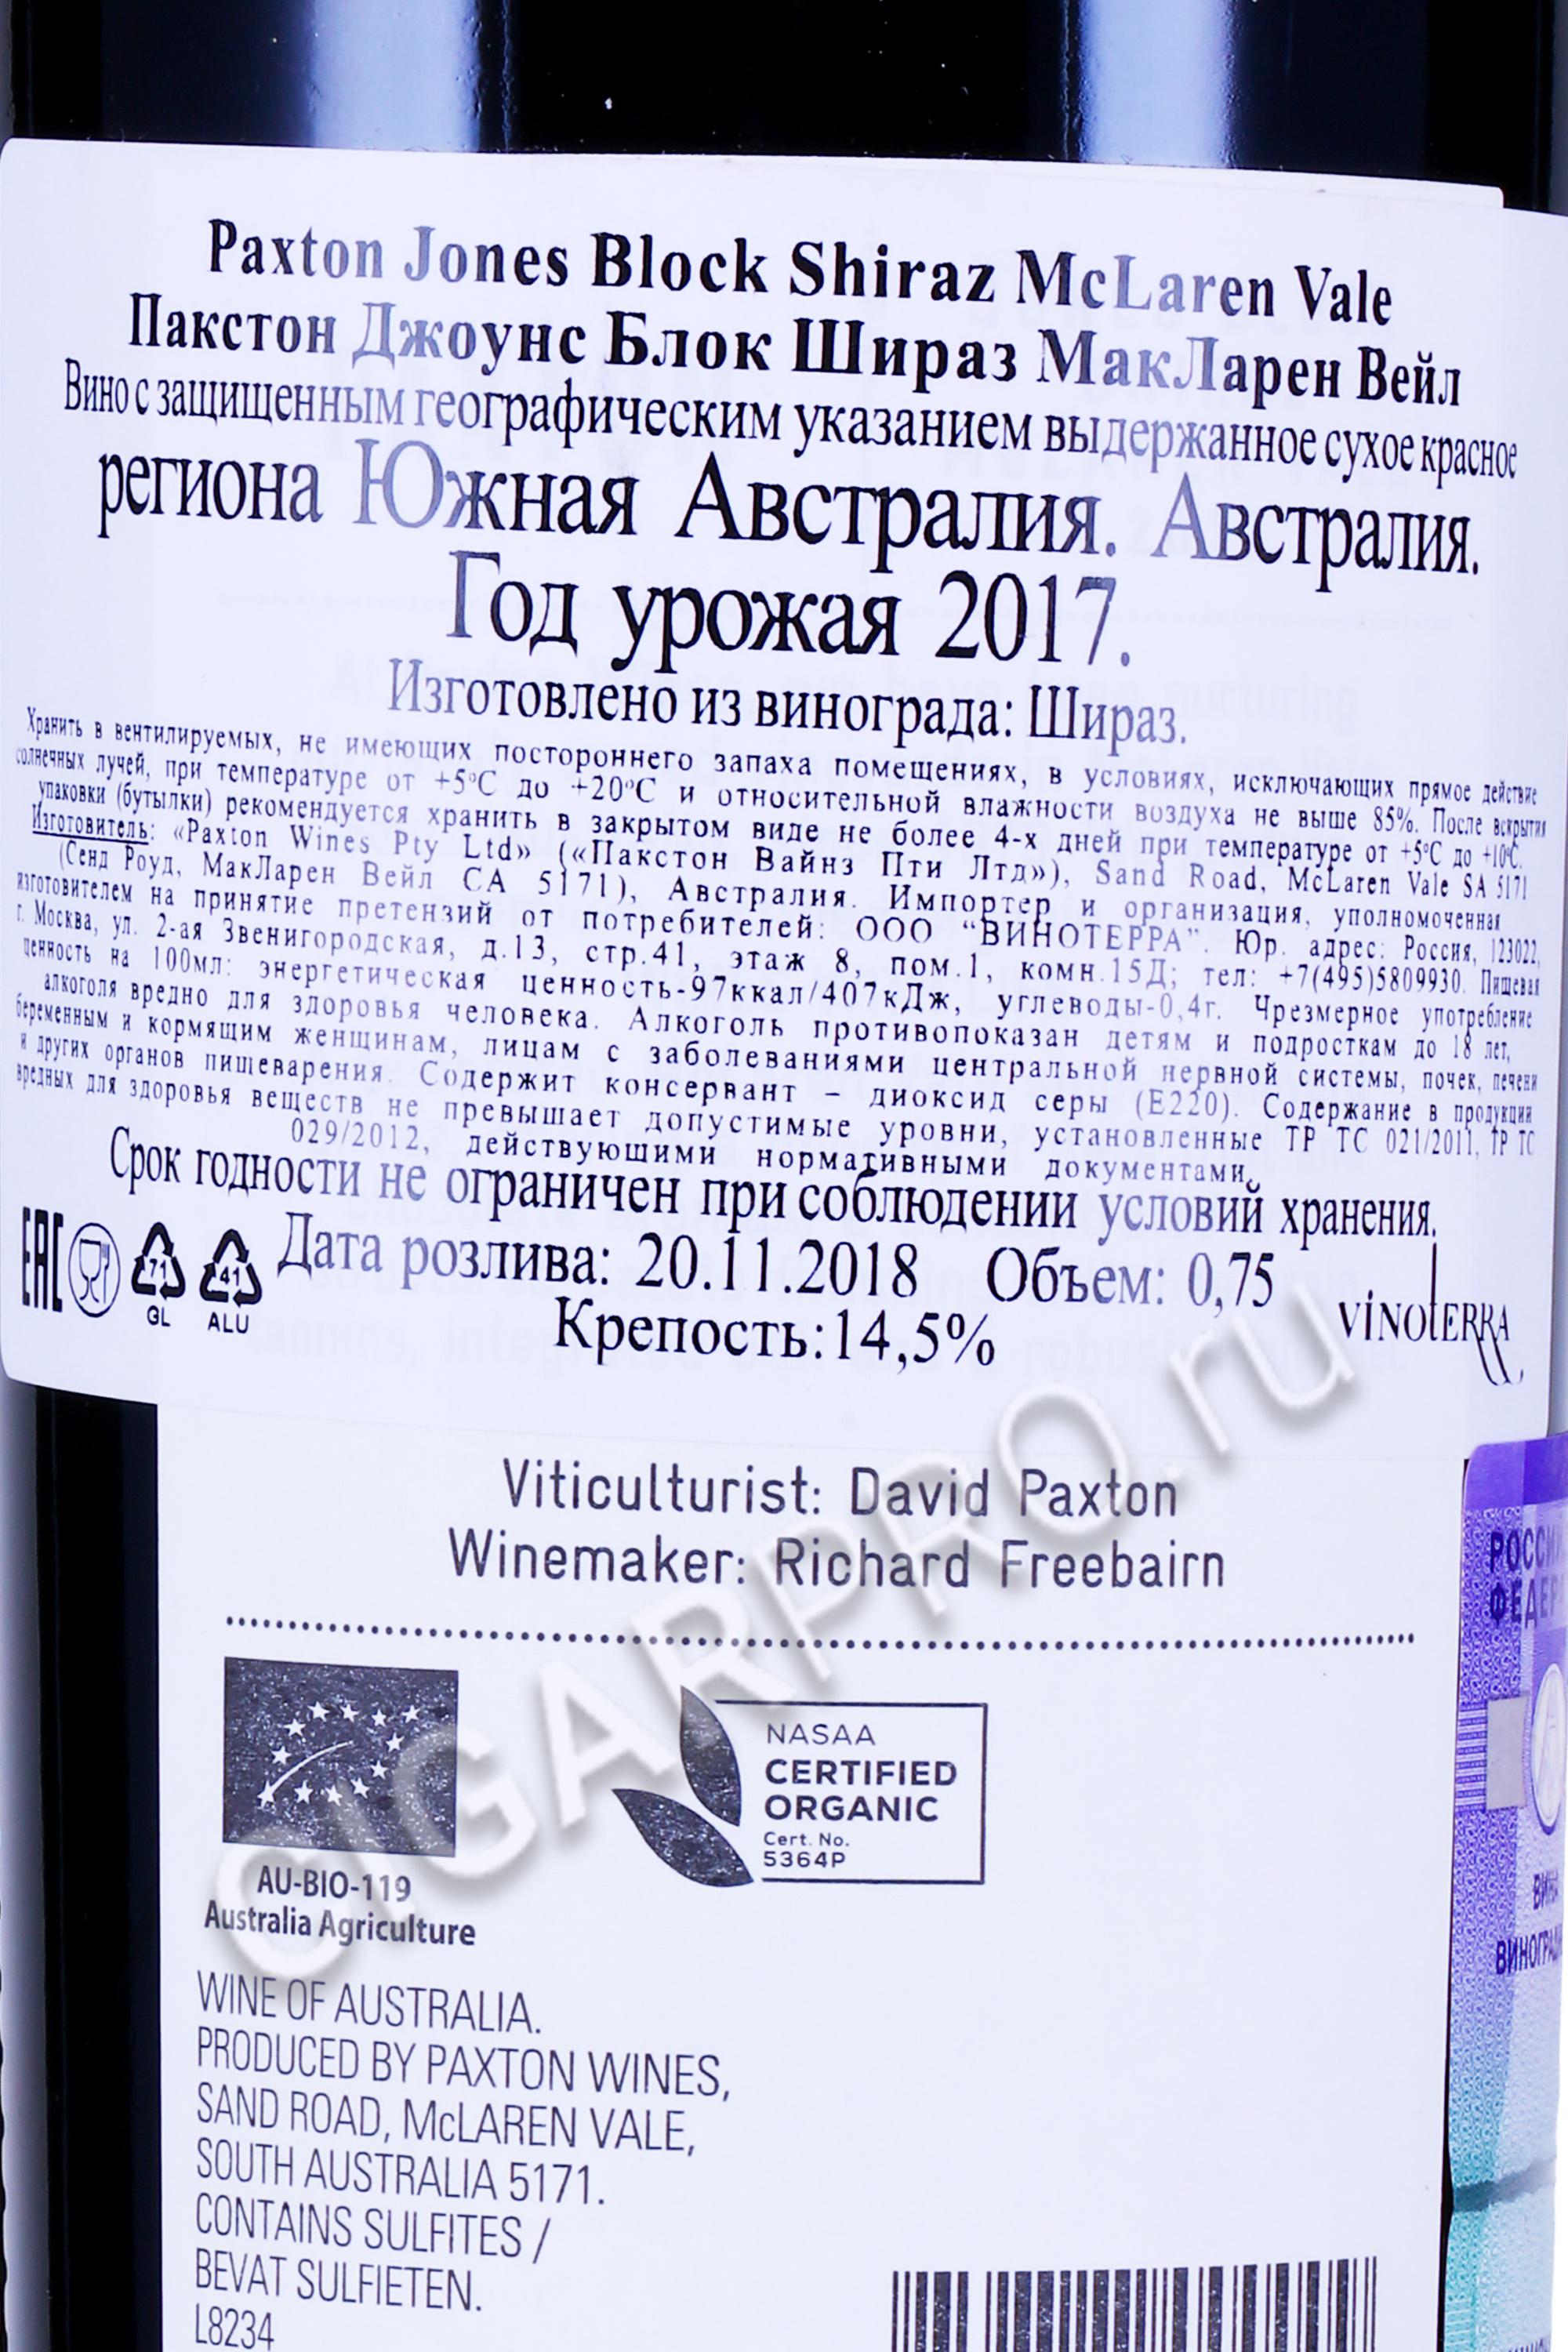 Paxton Jones Block Shiraz McLaren Vale
Пакстон Джоунс Блок Шираз МакЛарен Вейл
Вино с защищенным географическим указанием выдержанное сухое красное
региона Южная Австралия. Австралия.
Год урожая 2017.
Изготовлено из винограда: Шираз.
Хранить в вентилируемых, не имеющих постороннего запаха помещениях, в условиях, исключающих прямое действие
солнечных лучей, при температуре от +5°С до +20°С и относительной влажности воздуха не выше 85%. После вскрытия
упаковки (бутылки) рекомендуется хранить в закрытом виде не более 4-х дней при температуре от +5°С до +10°С.
Изготовитель: «Paxton Wines Pty Ltd» («Пакстон Вайнз Пти Лтд»), Sand Road, McLaren Vale SA 5171
(Сенд Роуд, МакЛарен Вейл СА 5171), Австралия. Импортер и организация, уполномоченная
изготовителем на принятие претензий от потребителей: ООО "ВИНОТЕРРА". Юр. адрес: Россия, 123022,
г. Москва, ул. 2-ая Звенигородская, д.13, стр.41, этаж 8, пом.1, комн.15Д; тел: +7(495)5809930. Пищевая
ценность на 100мл: энергетическая ценность-97ккал/407кДж, углеводы-0,4г. Чрезмерное употребление
алкоголя вредно для здоровья человека. Алкоголь противопоказан детям и подросткам до 18 лет,
беременным и кормящим женщинам, лицам с заболеваниями центральной нервной системы, почек, печени
и других органов пищеварения. Содержит консервант – диоксид серы (E220). Содержание в продукции
вредных для здоровья веществ не превышает допустимые уровни, установленные ТР ТС 021/2011, ТР ТС
029/2012, действующими нормативными документами.
Срок годности не ограничен при соблюдении условий хранения.
EAC 71 41 Дата розлива: 20.11.2018 Объем: 0,75
GL ALU Крепость:14,5% VINOTERRA
Viticulturist: David Paxton
Winemaker: Richard Freebairn
NASAA
CERTIFIED
ORGANIC
Cert. No.
5364P
AU-BIO-119
Australia Agriculture
WINE OF AUSTRALIA.
PRODUCED BY PAXTON WINES,
SAND ROAD, McLAREN VALE,
SOUTH AUSTRALIA 5171.
CONTAINS SULFITES /
BEVAT SULFIETEN.
L8234
CIGARPRO.ru